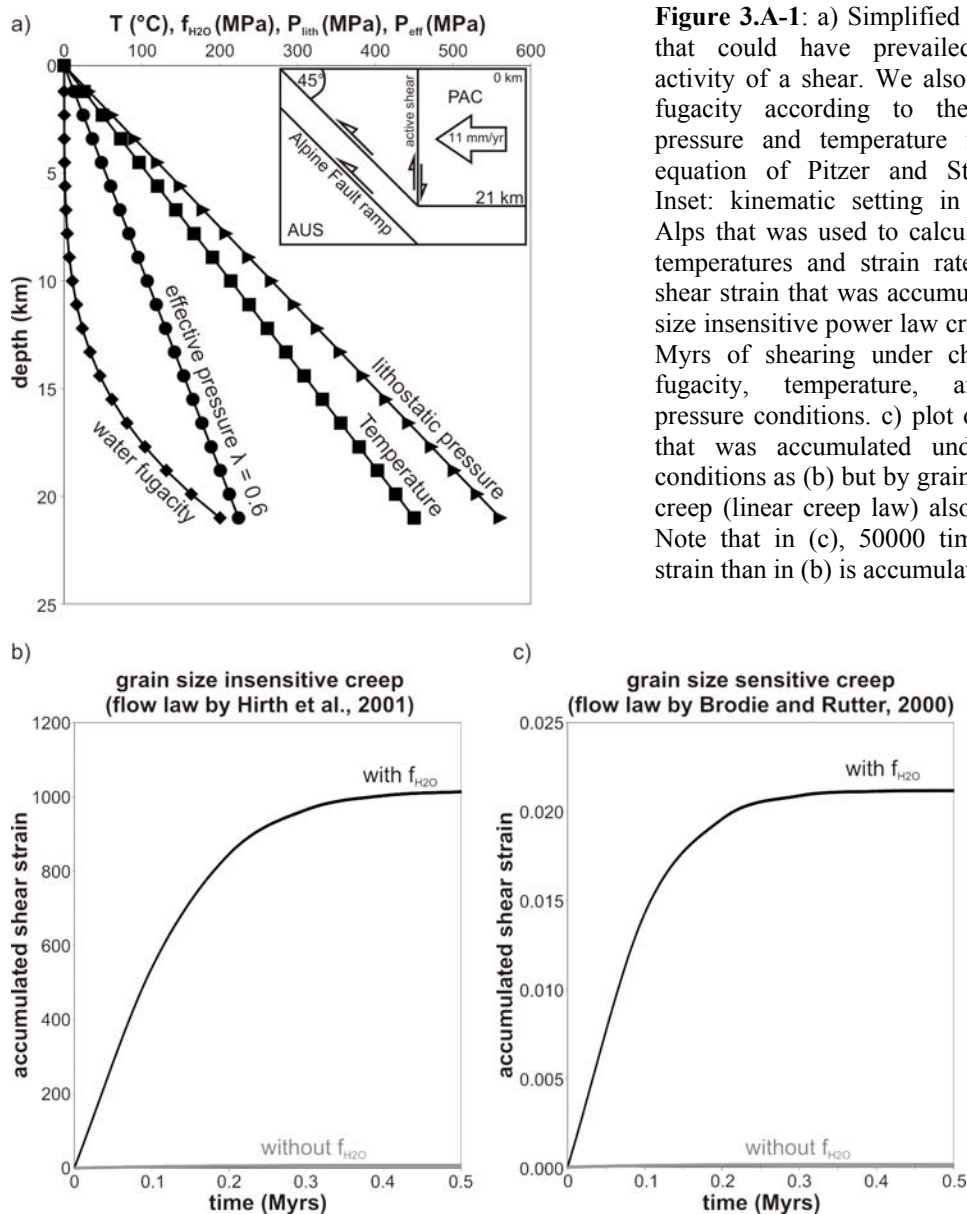 a)
T (°C), fH2O (MPa), Plith (MPa), Peff (MPa)
0 100 200 300 400 500 600
0
5
10
15
20
25
depth (km)
45°
active shear
PAC
0 km
11 mm/yr
Alpine Fault ramp
21 km
AUS
water fugacity
effective pressure λ = 0.6
Temperature
lithostatic pressure
Figure 3.A-1: a) Simplified
that could have prevailed
activity of a shear. We also
fugacity according to the
pressure and temperature
equation of Pitzer and St
Inset: kinematic setting in
Alps that was used to calcul
temperatures and strain rate
shear strain that was accumu
size insensitive power law cr
Myrs of shearing under ch
fugacity, temperature, a
pressure conditions. c) plot o
that was accumulated und
conditions as (b) but by grain
creep (linear creep law) also
Note that in (c), 50000 tim
strain than in (b) is accumulat
b)
grain size insensitive creep
(flow law by Hirth et al., 2001)
1200
1000
800
600
400
200
0
accumulated shear strain
with fH2O
without fH2O
0 0.1 0.2 0.3 0.4 0.5
time (Myrs)
c)
grain size sensitive creep
(flow law by Brodie and Rutter, 2000)
0.025
0.020
0.015
0.010
0.005
0.000
accumulated shear strain
with fH2O
without fH2O
0 0.1 0.2 0.3 0.4 0.5
time (Myrs)